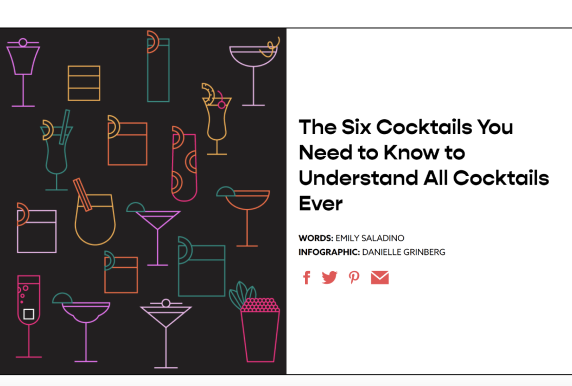 The Six Cocktails You
Need to Know to
Understand All Cocktails
Ever
WORDS: EMILY SALADINO
INFOGRAPHIC: DANIELLE GRINBERG